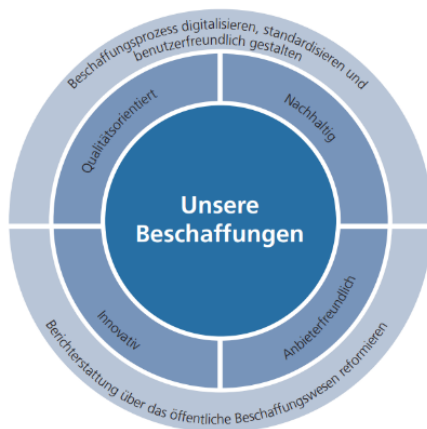 Beschaffungsprozess digitalisieren, standardisieren und
benutzerfreundlich gestalten
Qualitätsorientiert
Nachhaltig
Unsere
Beschaffungen
Innovativ
Anbieterfreundlich
Berichterstattung über das öffentliche Beschaffungswesen reformieren